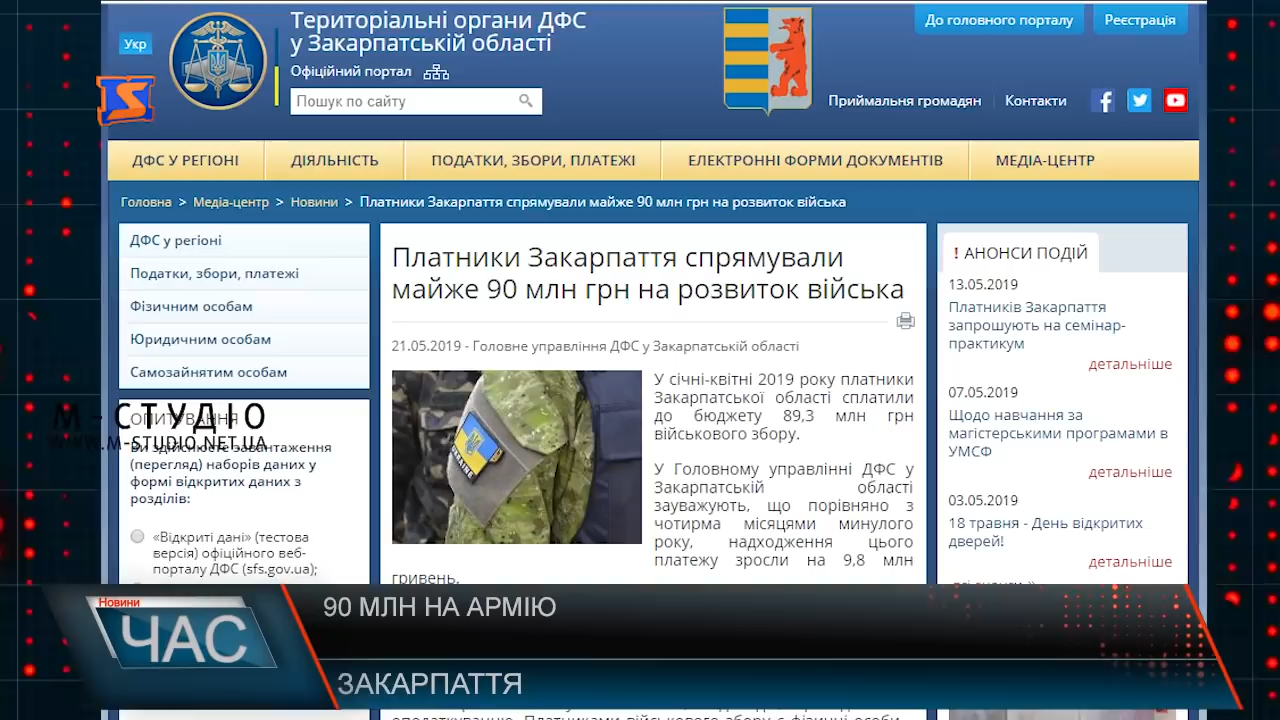 Укр
Територіальні органи ДФС
у Закарпатській області
Офіційний портал
Пошук по сайту
До головного порталу
Реєстрація
Приймальня громадян
Контакти
ДФС У РЕГІОНІ
ДІЯЛЬНІСТЬ
ПОДАТКИ, ЗБОРИ, ПЛАТЕЖІ
ЕЛЕКТРОННІ ФОРМИ ДОКУМЕНТІВ
МЕДІА-ЦЕНТР
Головна > Медіа-центр > Новини > Платники Закарпаття спрямували майже 90 млн грн на розвиток війська
ДФС у регіоні
Податки, збори, платежі
Фізичним особам
Юридичним особам
Самозайнятим особам
ОПИТУВАННЯ
М - СТУДІО
WWW.M-STUDIO.NET.UA
Ви здійснюєте завантаження
(перегляд) наборів даних у
формі відкритих даних з
розділів:
«Відкриті дані» (тестова
версія) офіційного веб-
порталу ДФС (sfs.gov.ua);
Платники Закарпаття спрямували
майже 90 млн грн на розвиток війська
21.05.2019 - Головне управління ДФС у Закарпатській області
UKRAINE
У січні-квітні 2019 року платники
Закарпатської області сплатили
до бюджету 89,3 млн грн
військового збору.
У Головному управлінні ДФС у
Закарпатській області
зауважують, що порівняно з
чотирма місяцями минулого
року, надходження цього
платежу зросли на 9,8 млн
гривень.
! АНОНСИ ПОДІЙ
13.05.2019
Платників Закарпаття
запрошують на семінар-
практикум
детальніше
07.05.2019
Щодо навчання за
магістерськими програмами в
УМСФ
детальніше
03.05.2019
18 травня - День відкритих
дверей!
детальніше
Новини
ЧАС
90 МЛН НА АРМІЮ
ЗАКАРПАТТЯ